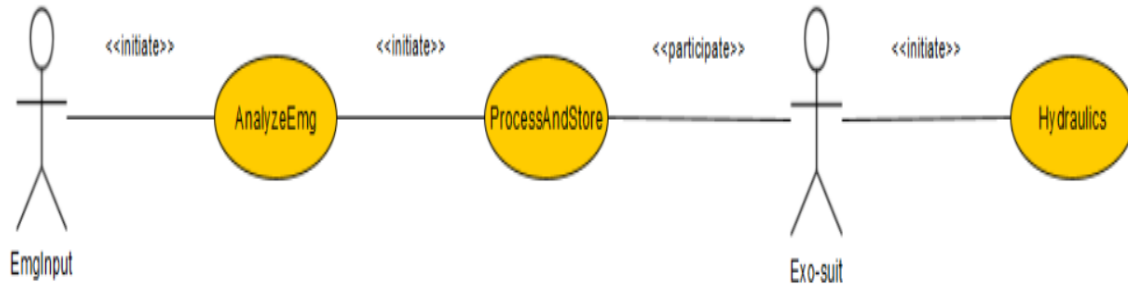 <<initiate>>
<<initiate>>
<<participate>>
<<initiate>>
AnalyzeEmg
ProcessAndStore
Hydraulics
EmgInput
Exo-suit